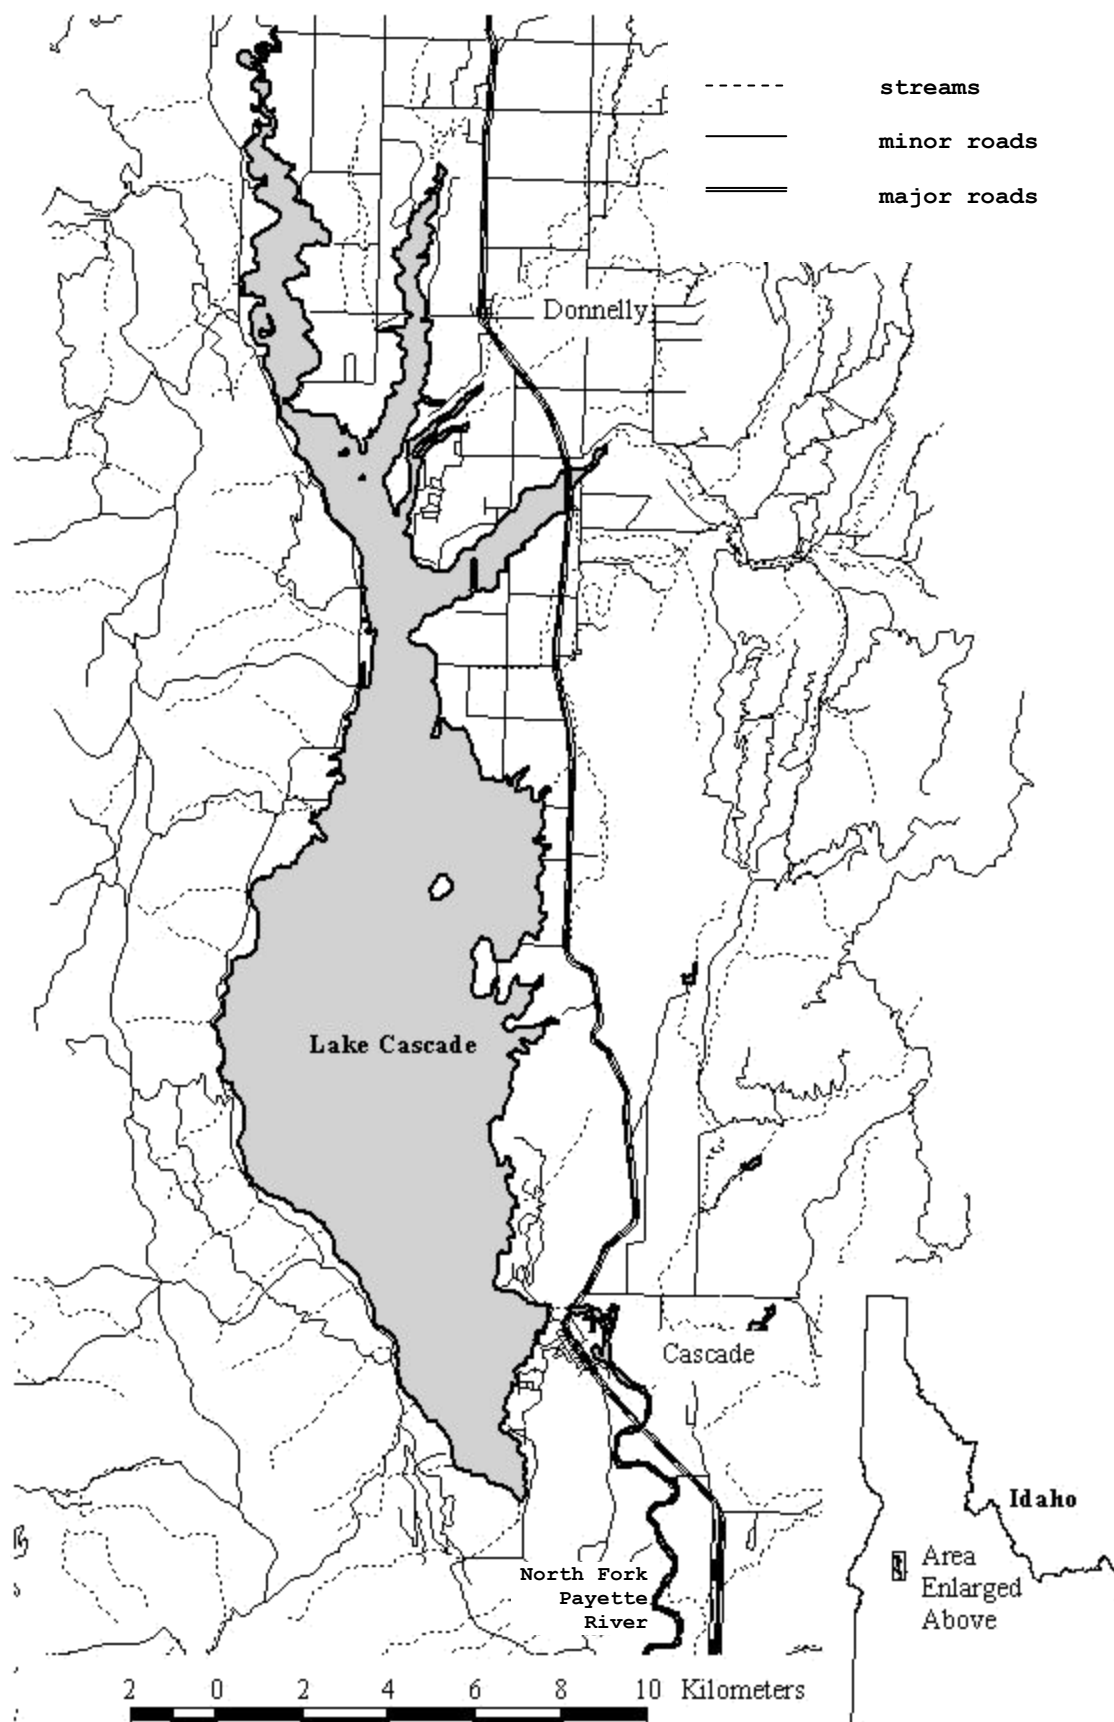 streams
minor roads
major roads
Donnelly
Lake Cascade
Cascade
Idaho
Area
Enlarged
Above
North Fork
Payette
River
2 0 2 4 6 8 10 Kilometers